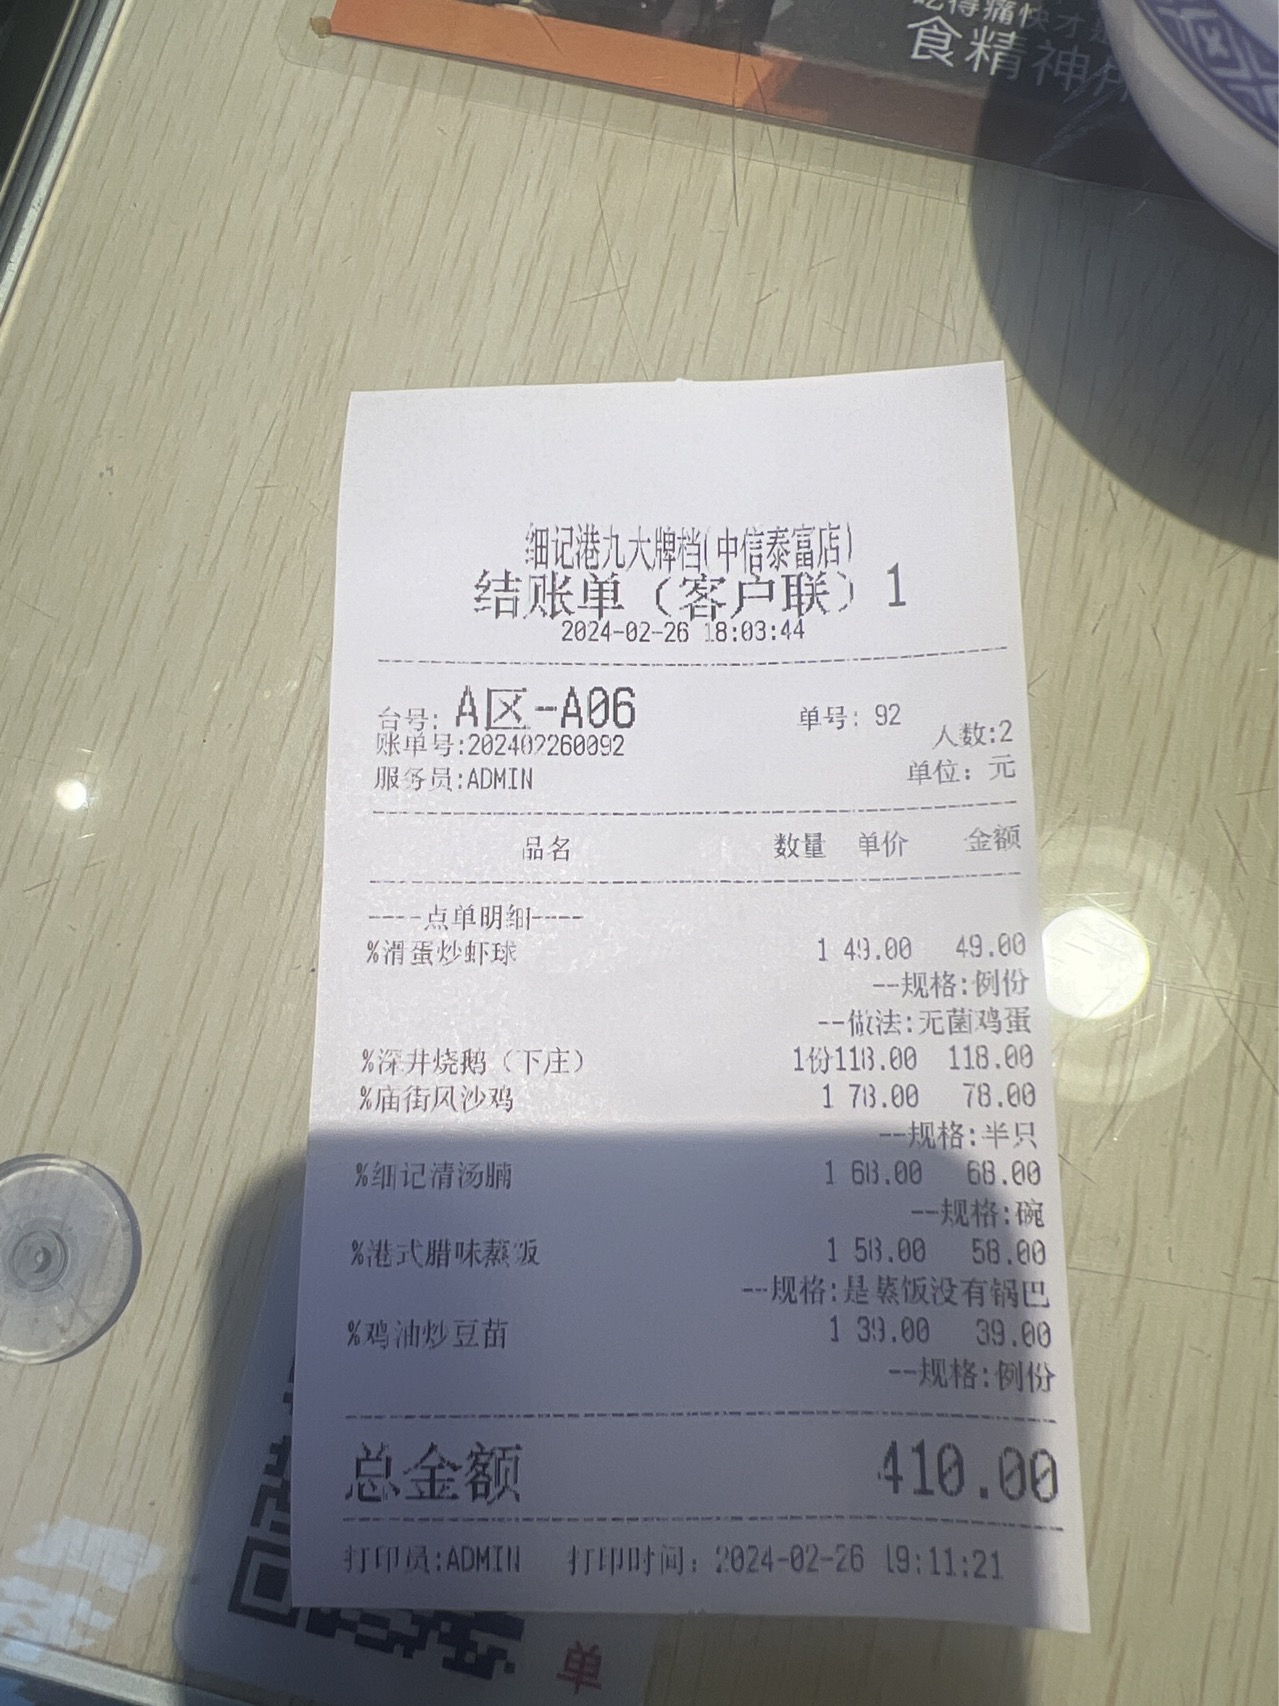 吃得痛快才是
食精神
细记港九大牌档(中信泰富店)
结账单（客户联）1
2024-02-26 18:03:44
台号: A区-A06 单号: 92
账单号:202402260092 人数:2
服务员:ADMIN 单位: 元
品名 数量 单价 金额
----点单明细----
%滑蛋炒虾球 1 49.00 49.00
--规格:例份
--做法:无菌鸡蛋
%深井烧鹅（下庄） 1份118.00 118.00
%庙街风沙鸡 1 78.00 78.00
--规格:半只
%细记清汤腩 1 68.00 68.00
--规格:碗
%港式腊味蒸饭 1 58.00 58.00
---规格:是蒸饭没有锅巴
%鸡油炒豆苗 1 39.00 39.00
--规格:例份
总金额 410.00
打印员:ADMIN 打印时间: 2024-02-26 19:11:21
单